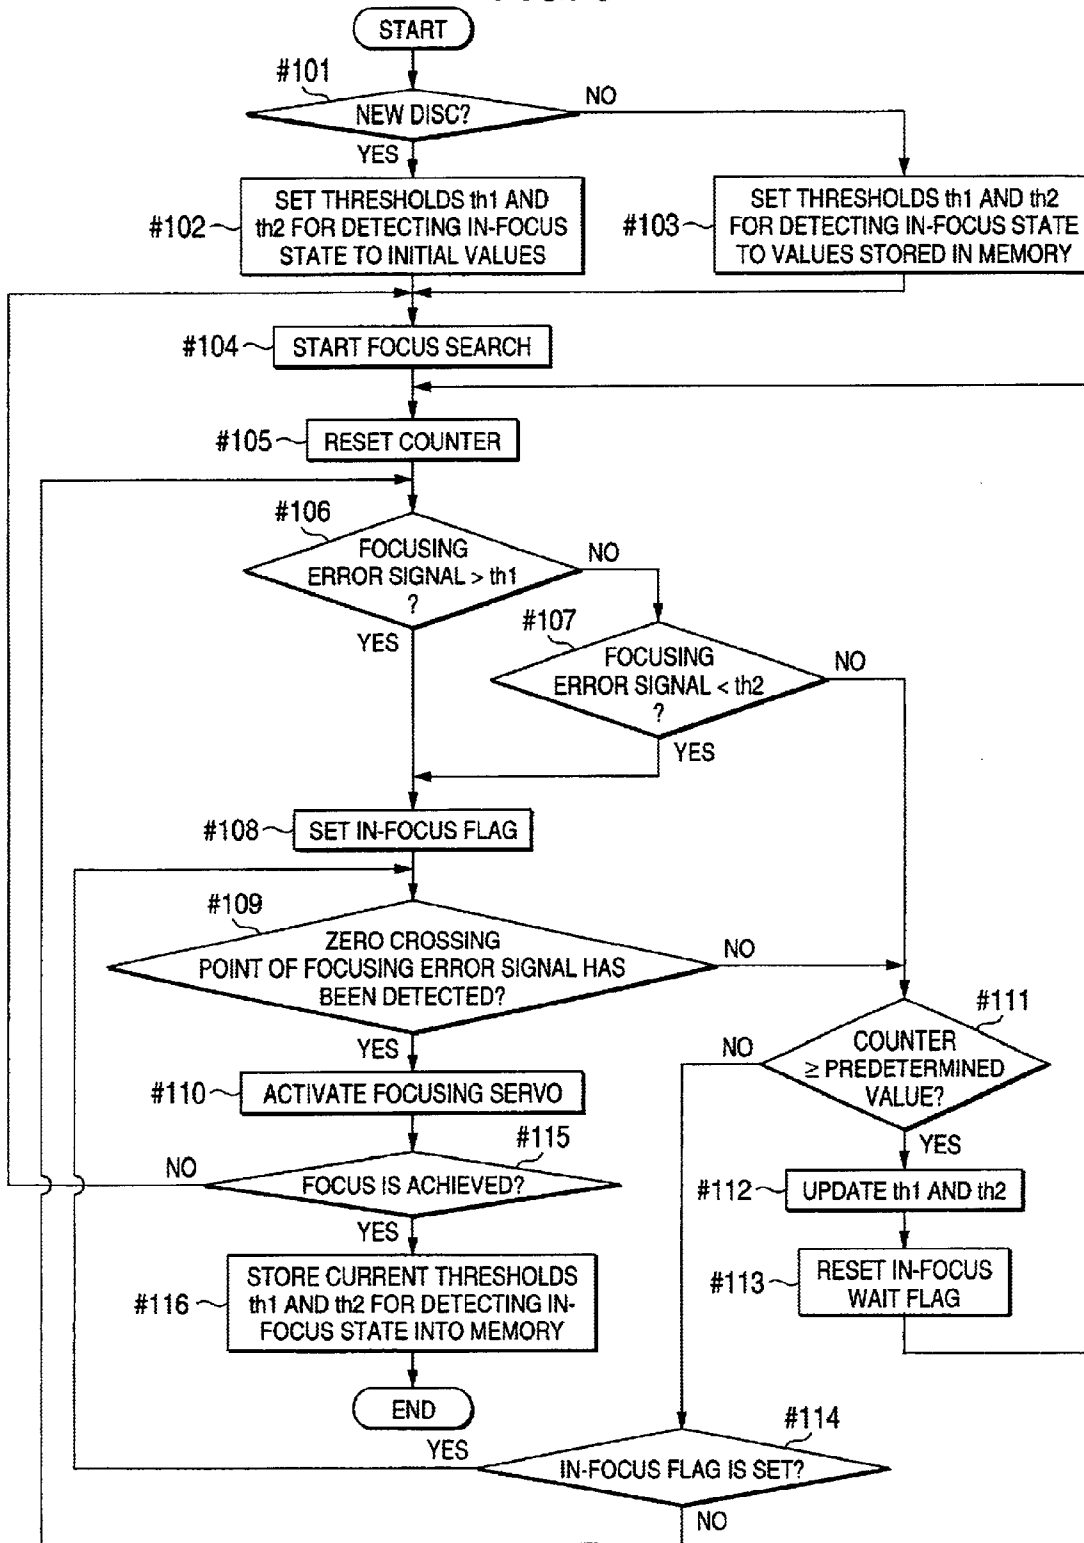 START
#101
NEW DISC?
NO
YES
#102
SET THRESHOLDS th1 AND
th2 FOR DETECTING IN-FOCUS
STATE TO INITIAL VALUES
#103
SET THRESHOLDS th1 AND th2
FOR DETECTING IN-FOCUS STATE
TO VALUES STORED IN MEMORY
#104
START FOCUS SEARCH
#105
RESET COUNTER
#106
FOCUSING
ERROR SIGNAL > th1
?
NO
YES
#107
FOCUSING
ERROR SIGNAL < th2
?
NO
YES
#108
SET IN-FOCUS FLAG
#109
ZERO CROSSING
POINT OF FOCUSING ERROR SIGNAL HAS
BEEN DETECTED?
NO
YES
#111
COUNTER
≥ PREDETERMINED
VALUE?
NO
YES
#110
ACTIVATE FOCUSING SERVO
#115
FOCUS IS ACHIEVED?
NO
YES
#112
UPDATE th1 AND th2
#113
RESET IN-FOCUS
WAIT FLAG
#116
STORE CURRENT THRESHOLDS
th1 AND th2 FOR DETECTING IN-
FOCUS STATE INTO MEMORY
END
#114
IN-FOCUS FLAG IS SET?
YES
NO